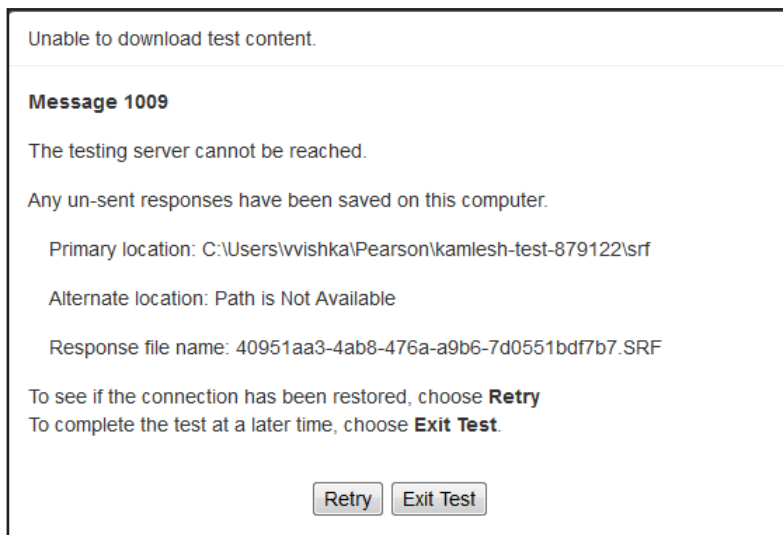 Unable to download test content.
Message 1009
The testing server cannot be reached.
Any un-sent responses have been saved on this computer.
Primary location: C:\Users\vvishka\Pearson\kamlesh-test-879122\srf
Alternate location: Path is Not Available
Response file name: 40951aa3-4ab8-476a-a9b6-7d0551bdf7b7.SRF
To see if the connection has been restored, choose Retry
To complete the test at a later time, choose Exit Test.
Retry Exit Test